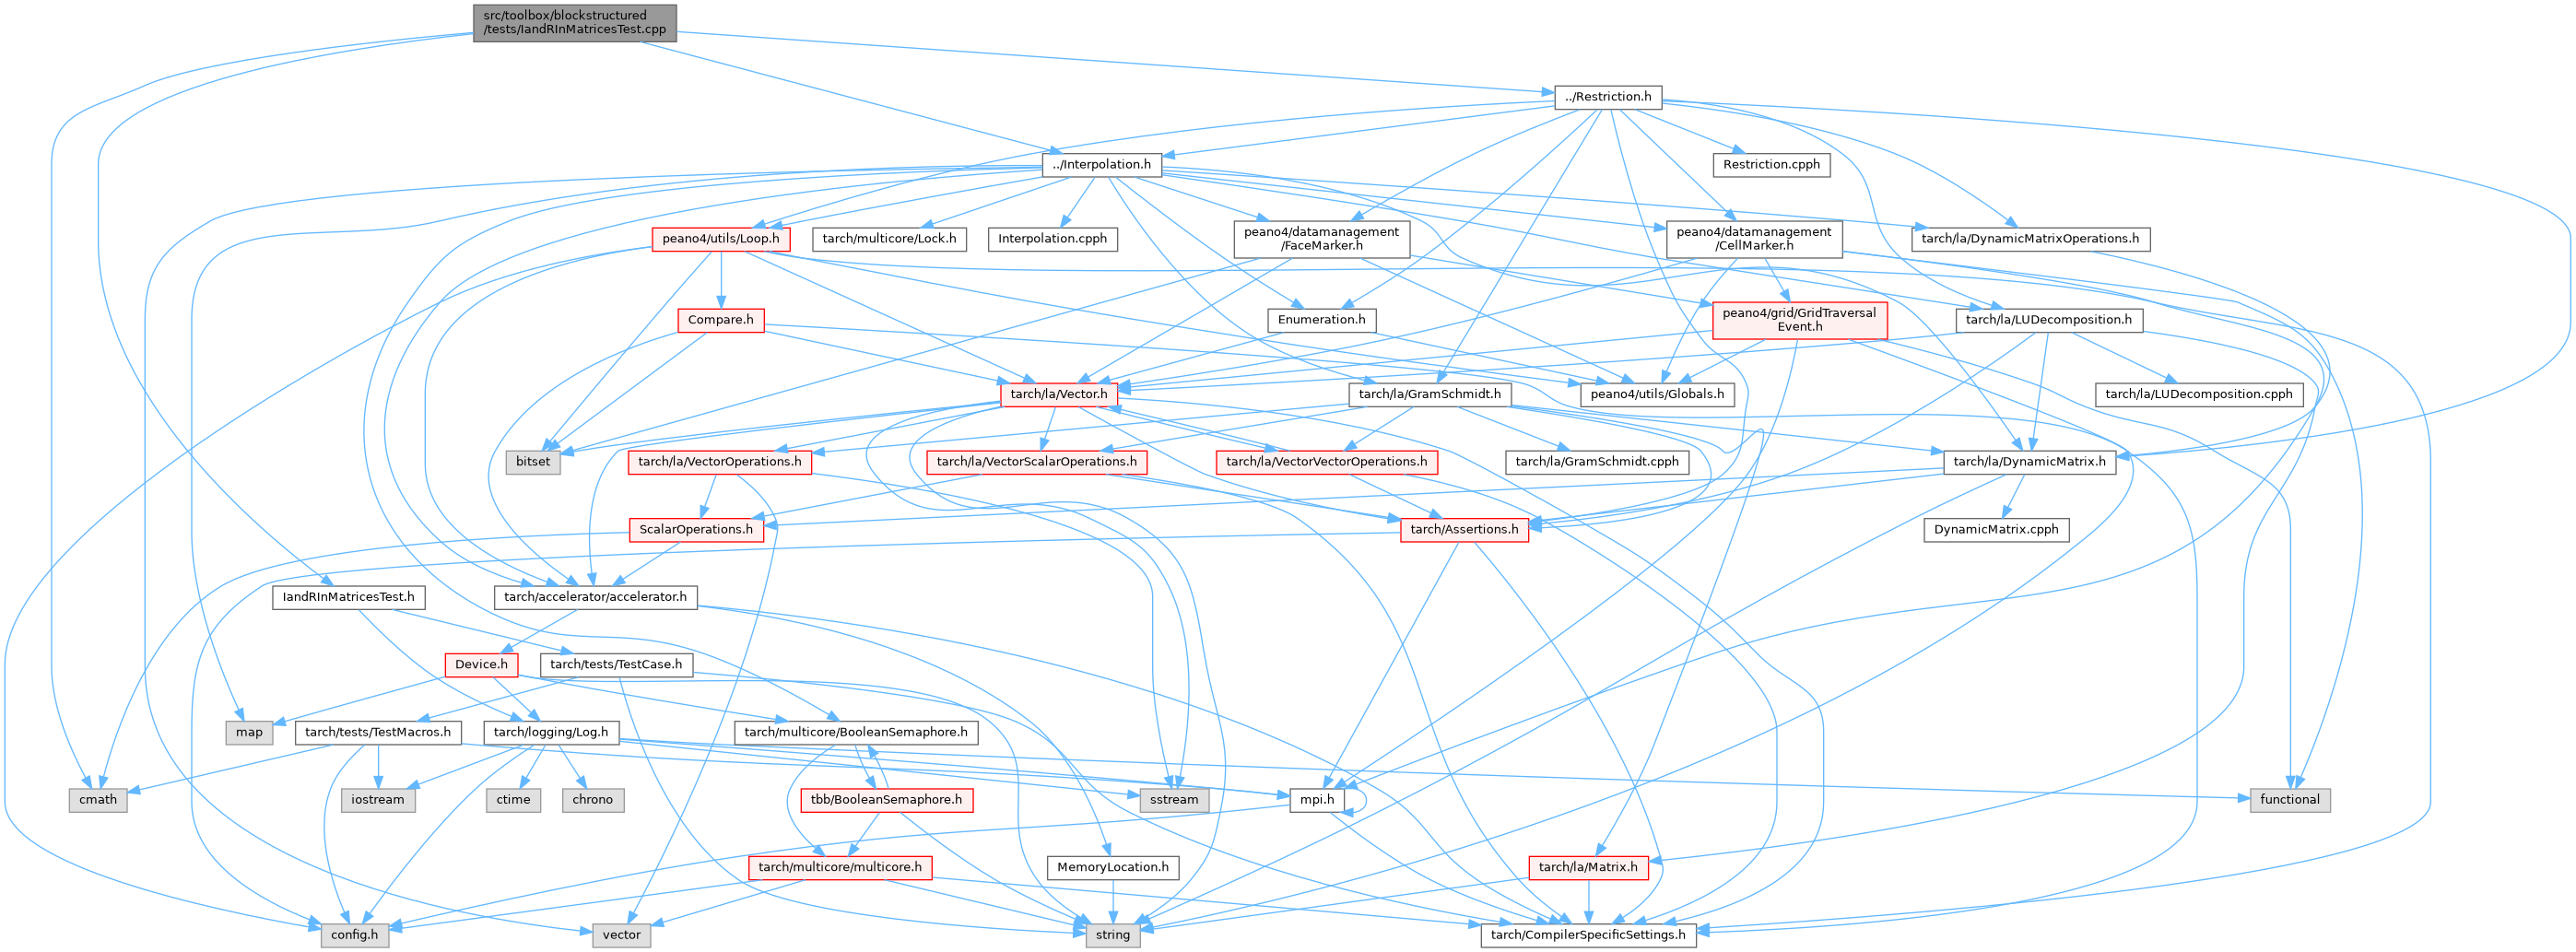 src/toolbox/blockstructured
/tests/IandRInMatricesTest.cpp
../Restriction.h
../Interpolation.h
Restriction.cpph
peano4/utils/Loop.h
tarch/multicore/Lock.h
Interpolation.cpph
peano4/datamanagement
/FaceMarker.h
peano4/datamanagement
/CellMarker.h
tarch/la/DynamicMatrixOperations.h
Compare.h
Enumeration.h
peano4/grid/GridTraversal
Event.h
tarch/la/LUDecomposition.h
tarch/la/Vector.h
tarch/la/GramSchmidt.h
peano4/utils/Globals.h
tarch/la/LUDecomposition.cpph
bitset
tarch/la/VectorOperations.h
tarch/la/VectorScalarOperations.h
tarch/la/VectorVectorOperations.h
tarch/la/GramSchmidt.cpph
tarch/la/DynamicMatrix.h
ScalarOperations.h
tarch/Assertions.h
DynamicMatrix.cpph
IandRInMatricesTest.h
tarch/accelerator/accelerator.h
Device.h
tarch/tests/TestCase.h
map
tarch/tests/TestMacros.h
tarch/logging/Log.h
tarch/multicore/BooleanSemaphore.h
cmath
iostream
ctime
chrono
tbb/BooleanSemaphore.h
sstream
mpi.h
functional
tarch/multicore/multicore.h
MemoryLocation.h
tarch/la/Matrix.h
config.h
vector
string
tarch/CompilerSpecificSettings.h